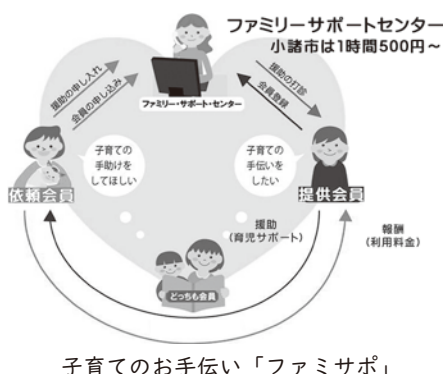 ファミリーサポートセンター
小諸市は1時間500円~
援助の申し入れ
会員の申し込み
援助の打診
会員登録
ファミリー・サポート・センター
子育ての
手助けを
してほしい
子育ての
手伝いを
したい
依頼会員
提供会員
援助
(育児サポート)
報酬
(利用料金)
どっちも会員
子育てのお手伝い「ファミサポ」